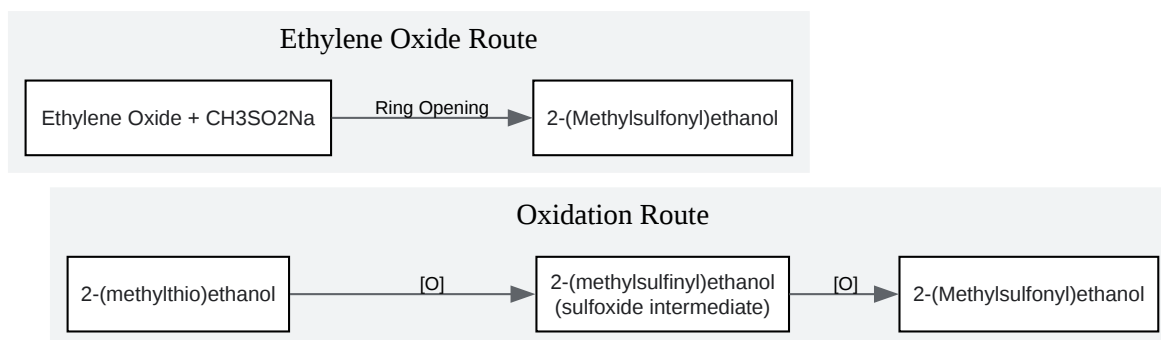 Ethylene Oxide Route
Ethylene Oxide + CH3SO2Na
Ring Opening
2-(Methylsulfonyl)ethanol
Oxidation Route
2-(methylthio)ethanol
[O]
2-(methylsulfinyl)ethanol
(sulfoxide intermediate)
[O]
2-(Methylsulfonyl)ethanol